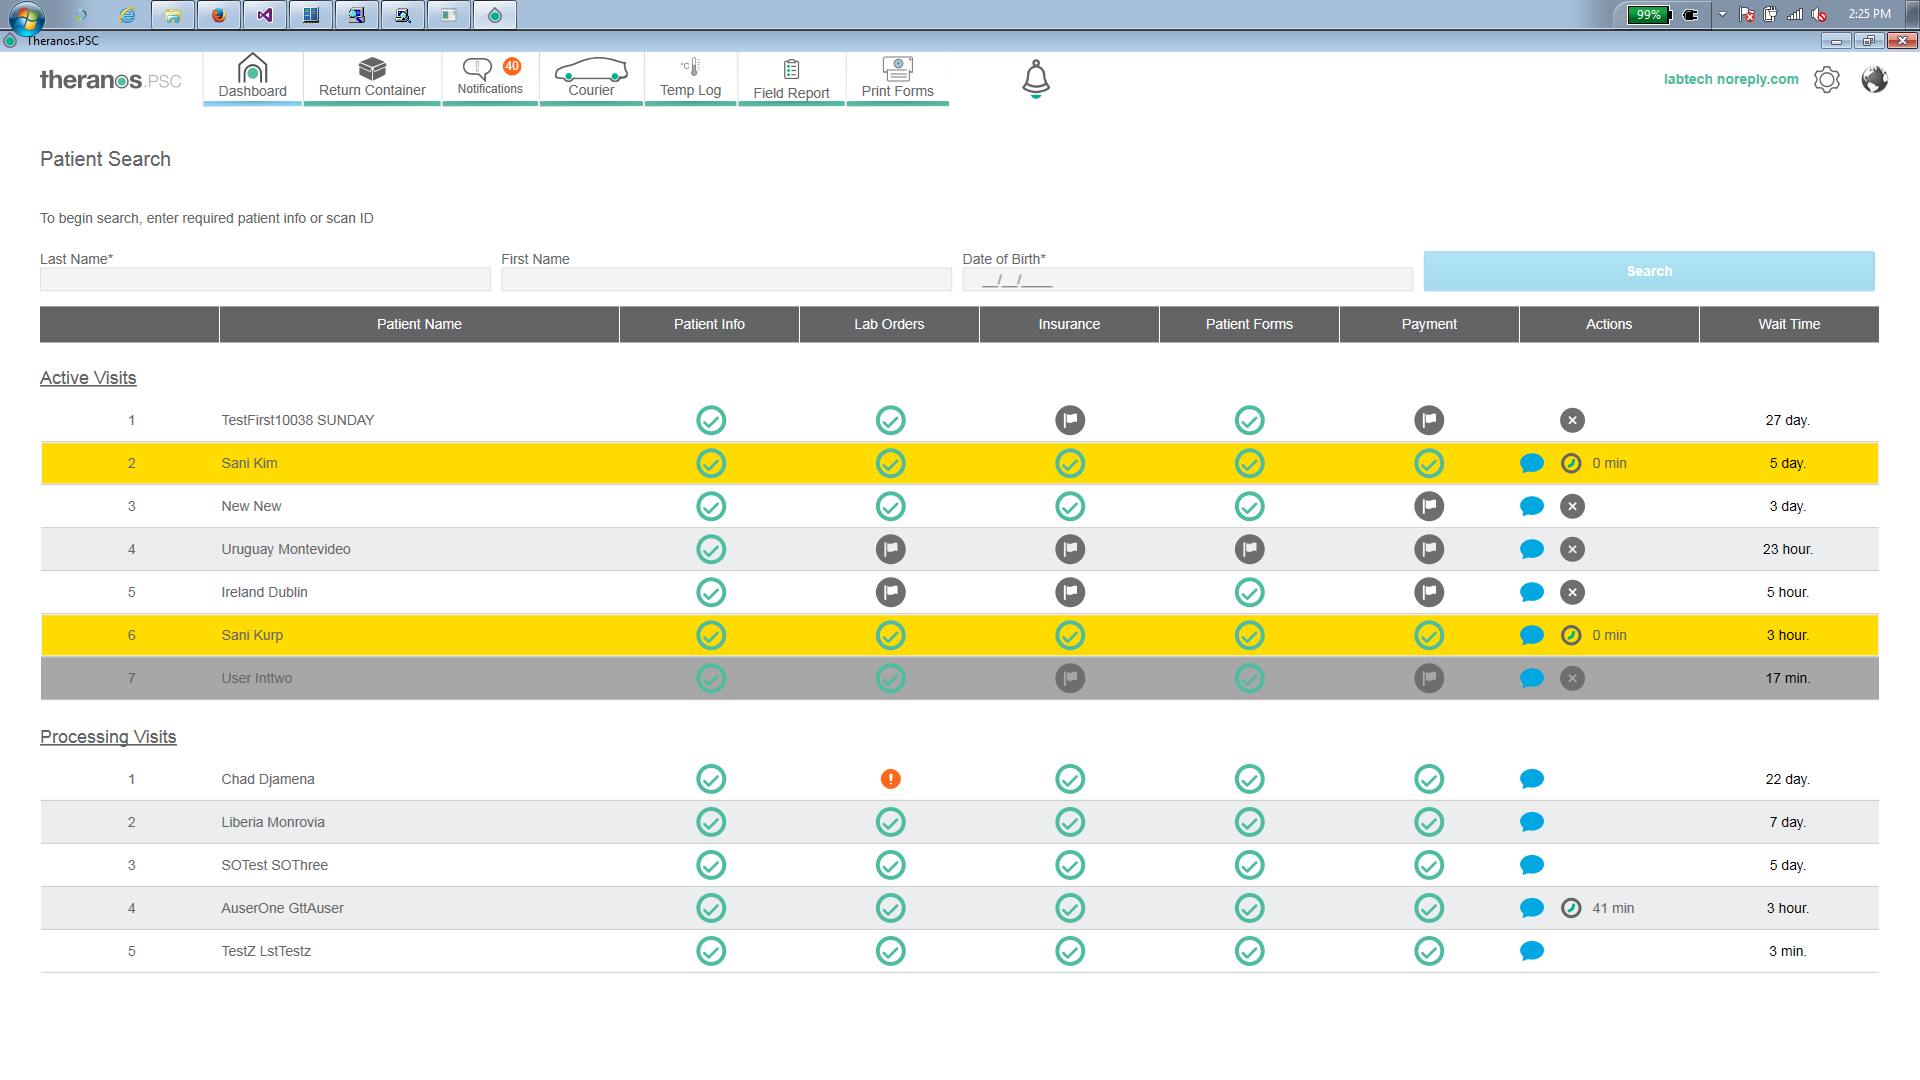 99%
2:25 PM
Theranos.PSC
theranos.PSC
Dashboard
Return Container
40
Notifications
Courier
°C
Temp Log
Field Report
Print Forms
labtech noreply.com
Patient Search
To begin search, enter required patient info or scan ID
Last Name* First Name Date of Birth*
__/__/____
Search
Patient Name Patient Info Lab Orders Insurance Patient Forms Payment Actions Wait Time
Active Visits
1 TestFirst10038 SUNDAY 27 day.
2 Sani Kim 0 min 5 day.
3 New New 3 day.
4 Uruguay Montevideo 23 hour.
5 Ireland Dublin 5 hour.
6 Sani Kurp 0 min 3 hour.
7 User Inttwo 17 min.
Processing Visits
1 Chad Djamena ! 22 day.
2 Liberia Monrovia 7 day.
3 SOTest SOThree 5 day.
4 AuserOne GttAuser 41 min 3 hour.
5 TestZ LstTestz 3 min.